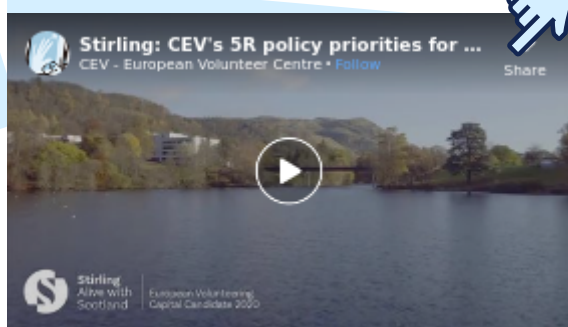 Stirling: CEV's 5R policy priorities for ...
CEV - European Volunteer Centre • Follow
Share
Stirling
Alive with
Scotland
European Volunteering
Capital Candidate 2020